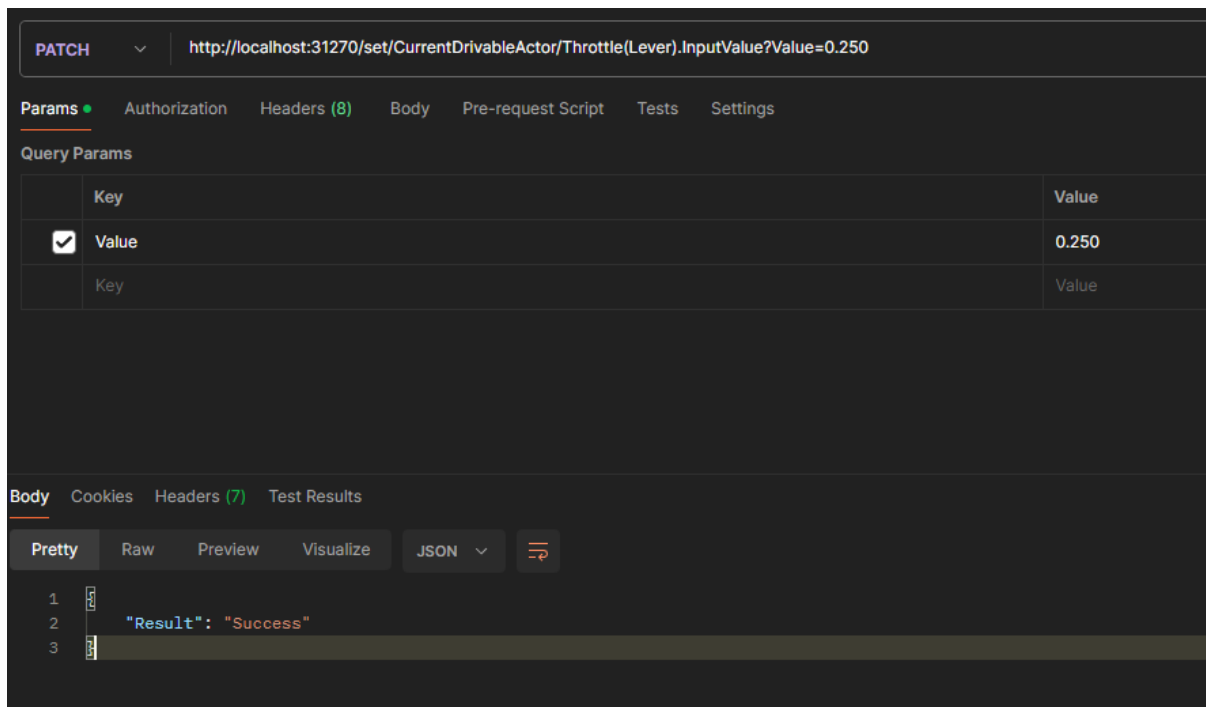 PATCH http://localhost:31270/set/CurrentDrivableActor/Throttle(Lever).InputValue?Value=0.250
Params Authorization Headers (8) Body Pre-request Script Tests Settings
Query Params
Key Value
Value 0.250
Key Value
Body Cookies Headers (7) Test Results
Pretty Raw Preview Visualize JSON
1 {
2 "Result": "Success"
3 }